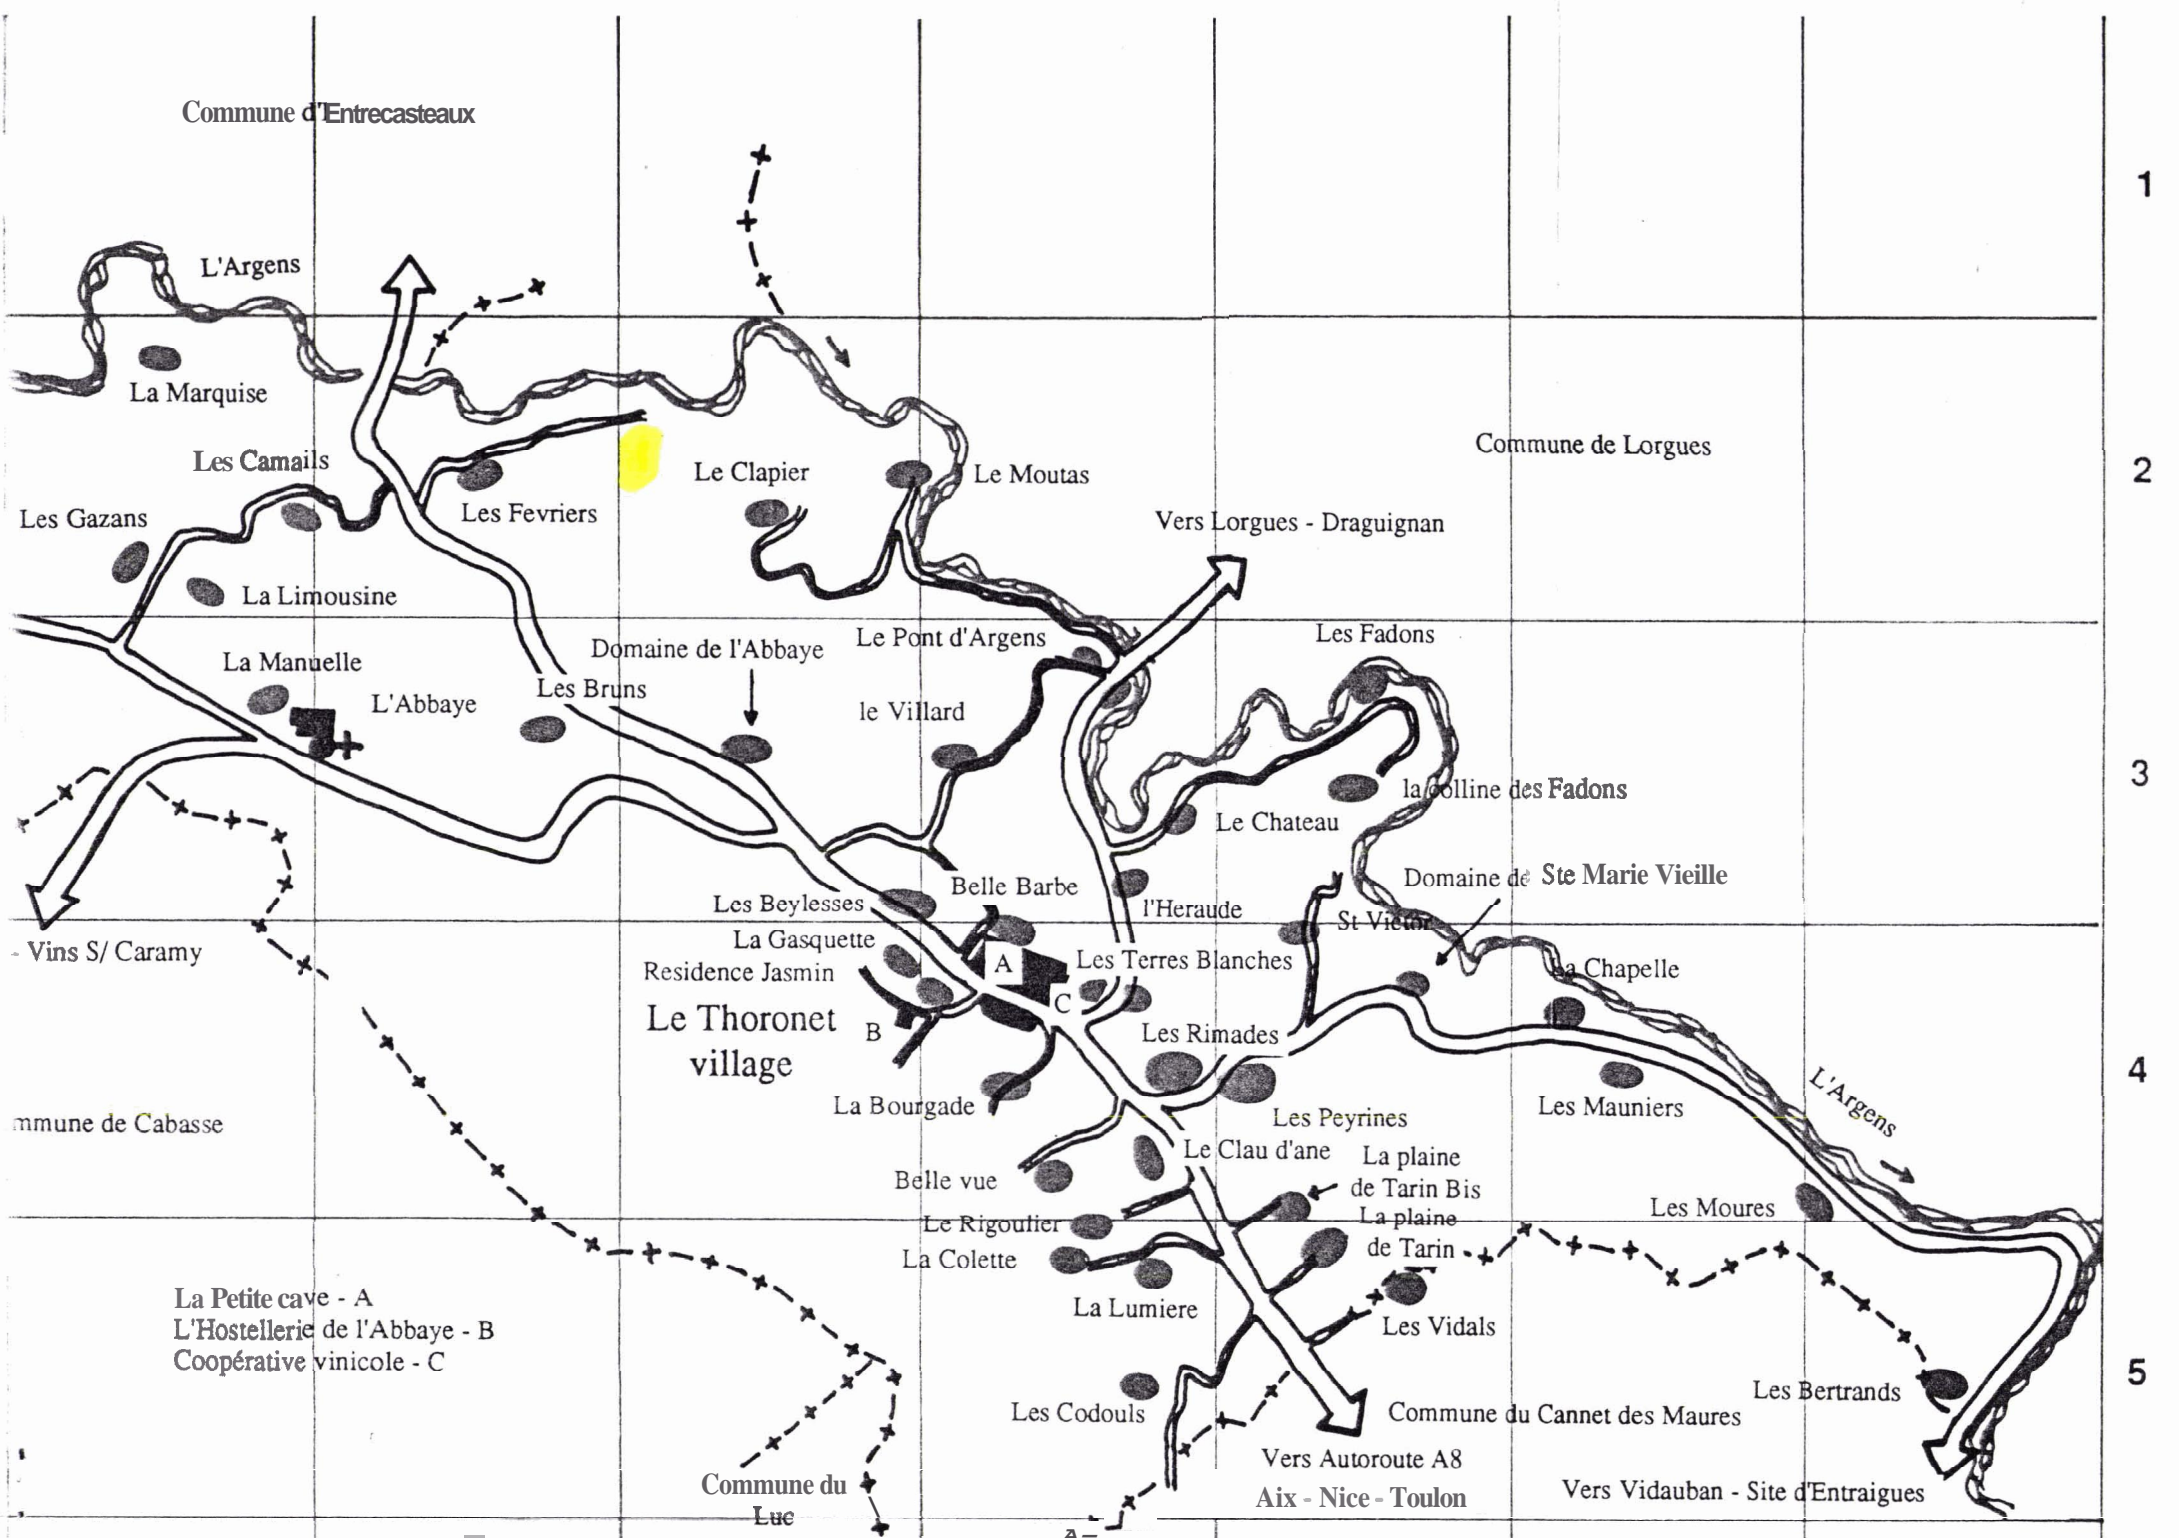 Commune d'Entrecasteaux
1
L'Argens
La Marquise
Commune de Lorgues
Les Camails
Le Clapier
Le Moutas
2
Les Gazans
Les Fevriers
Vers Lorgues - Draguignan
La Limousine
Les Fadons
Le Pont d'Argens
Domaine de l'Abbaye
La Manuelle
Les Bruns
L'Abbaye
le Villard
3
la colline des Fadons
Le Chateau
Domaine de Ste Marie Vieille
Belle Barbe
Les Beylesses
l'Heraude
St Victor
La Gasquette
- Vins S/ Caramy
A
Les Terres Blanches
La Chapelle
Residence Jasmin
C
Le Thoronet
village
B
Les Rimades
4
L'Argens
La Bourgade
Les Mauniers
Les Peyrines
mmune de Cabasse
Le Clau d'ane
La plaine
de Tarin Bis
Belle vue
Les Moures
La plaine
de Tarin
Le Rigoutier
La Colette
La Petite cave - A
L'Hostellerie de l'Abbaye - B
Coopérative vinicole - C
La Lumiere
Les Vidals
5
Les Bertrands
Les Codouls
Commune du Cannet des Maures
Vers Autoroute A8
Aix - Nice - Toulon
Commune du
Luc
Vers Vidauban - Site d'Entraigues